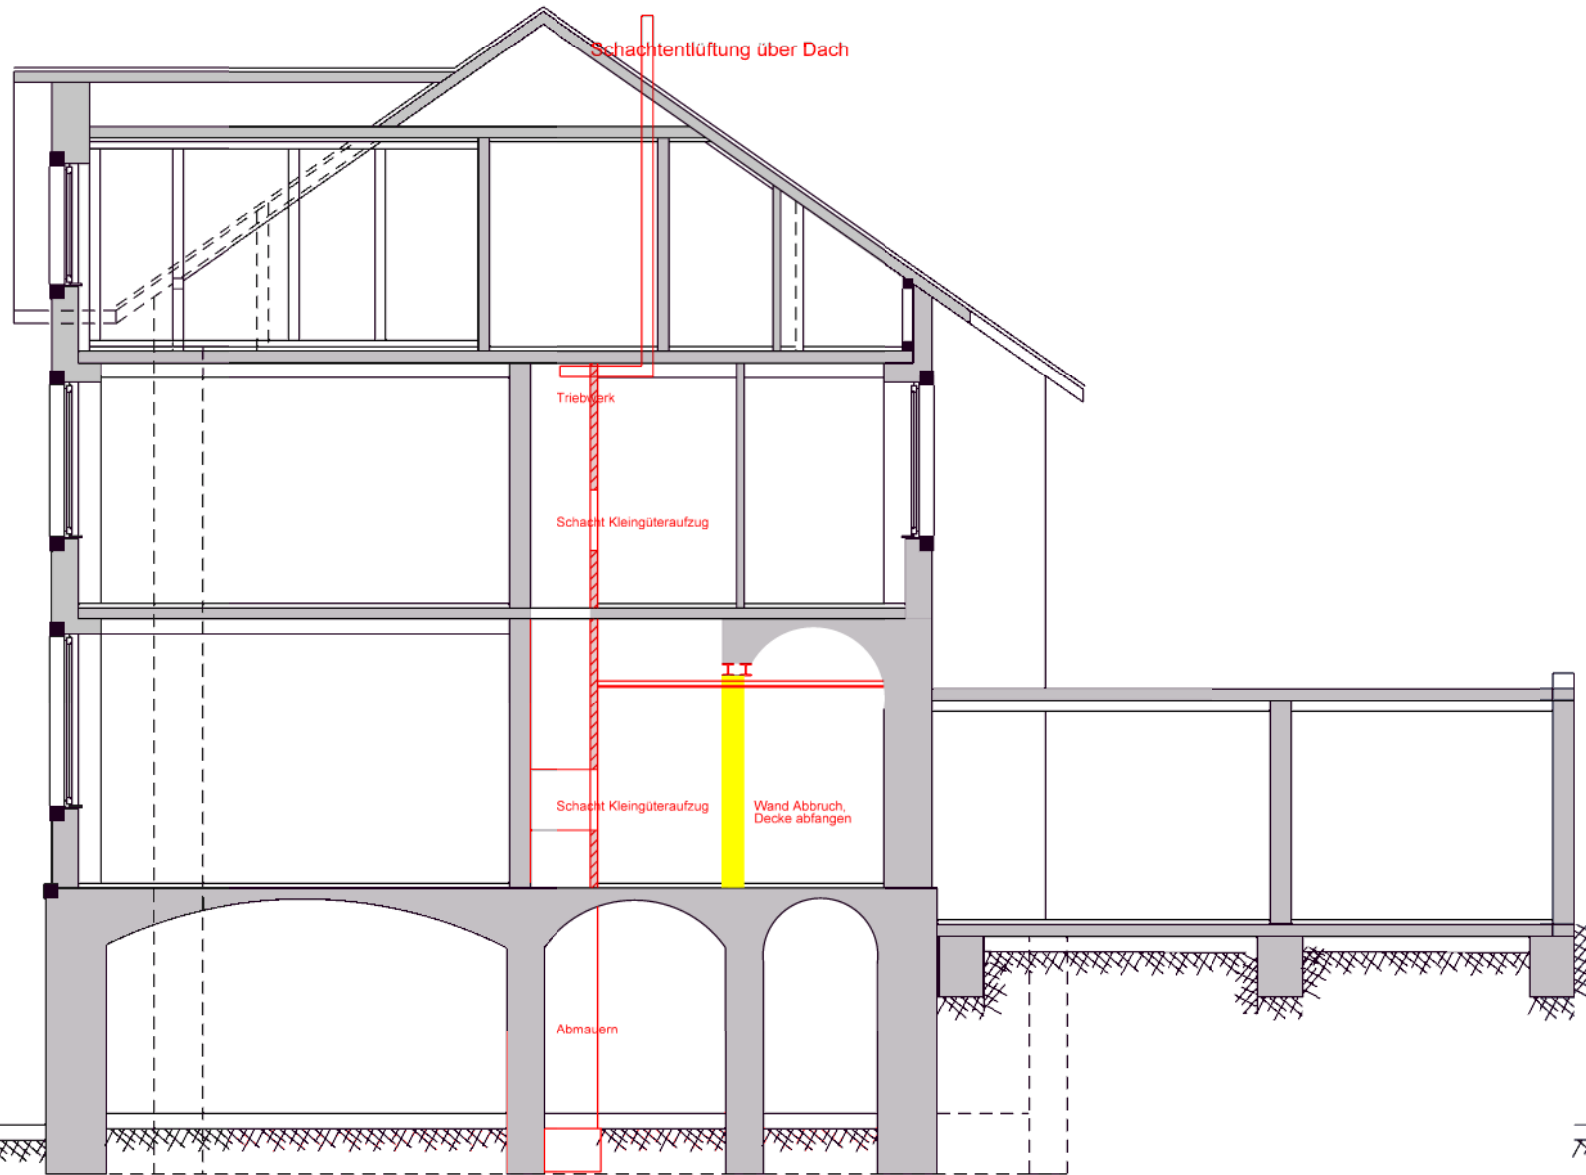 Schachtentlüftung über Dach
Triebwerk
Schacht Kleingüteraufzug
Schacht Kleingüteraufzug
Wand Abbruch,
Decke abfangen
Abmauern